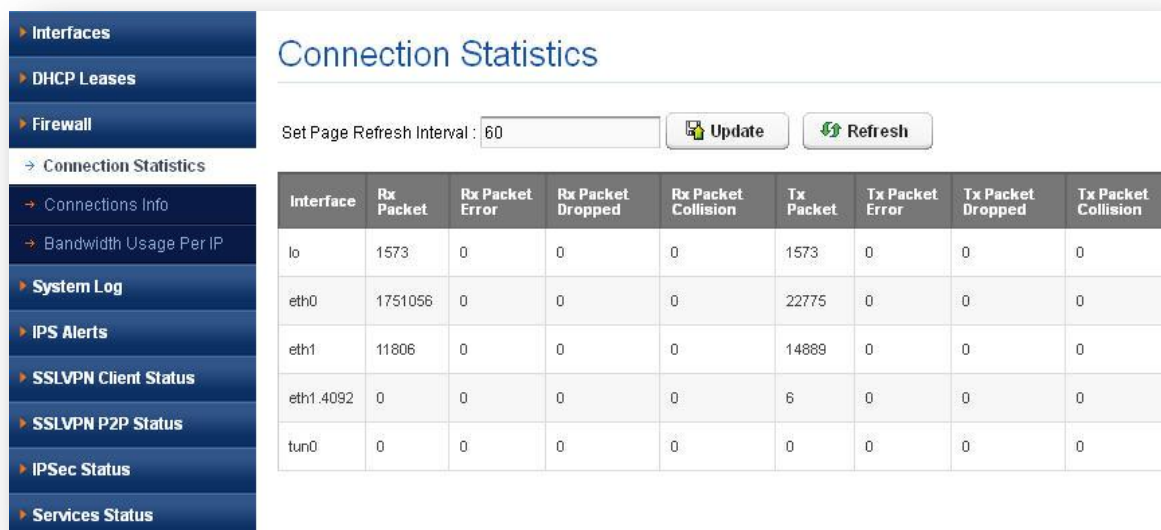 Interfaces
DHCP Leases
Firewall
Connection Statistics
Connections Info
Bandwidth Usage Per IP
System Log
IPS Alerts
SSLVPN Client Status
SSLVPN P2P Status
IPSec Status
Services Status
Connection Statistics
Set Page Refresh Interval : 60 Update Refresh
Interface Rx Packet Rx Packet Error Rx Packet Dropped Rx Packet Collision Tx Packet Tx Packet Error Tx Packet Dropped Tx Packet Collision
lo 1573 0 0 0 1573 0 0 0
eth0 1751056 0 0 0 22775 0 0 0
eth1 11806 0 0 0 14889 0 0 0
eth1.4092 0 0 0 0 6 0 0 0
tun0 0 0 0 0 0 0 0 0